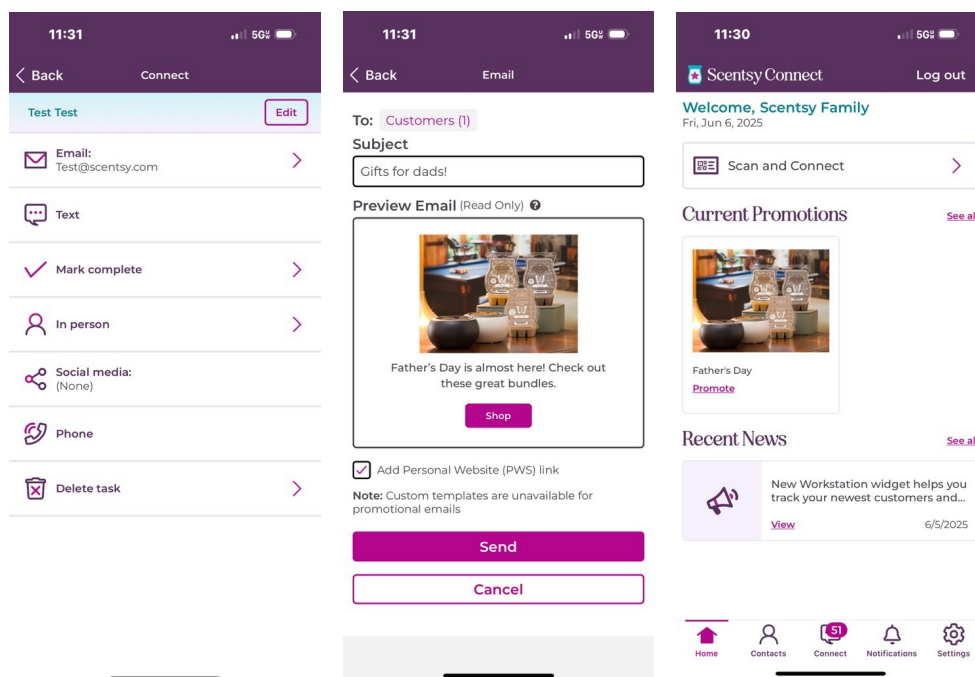 11:31
5G
Back
Connect
Test Test
Edit
Email:
Test@scentsy.com
Text
Mark complete
In person
Social media:
(None)
Phone
Delete task
11:31
5G
Back
Email
To: Customers (1)
Subject
Gifts for dads!
Preview Email (Read Only) ?
Father's Day is almost here! Check out
these great bundles.
Shop
Add Personal Website (PWS) link
Note: Custom templates are unavailable for
promotional emails
Send
Cancel
11:30
5G
Scentsy Connect
Log out
Welcome, Scentsy Family
Fri, Jun 6, 2025
Scan and Connect
Current Promotions
See al
Father's Day
Promote
Recent News
See al
New Workstation widget helps you
track your newest customers and...
View
6/5/2025
51
Home
Contacts
Connect
Notifications
Settings